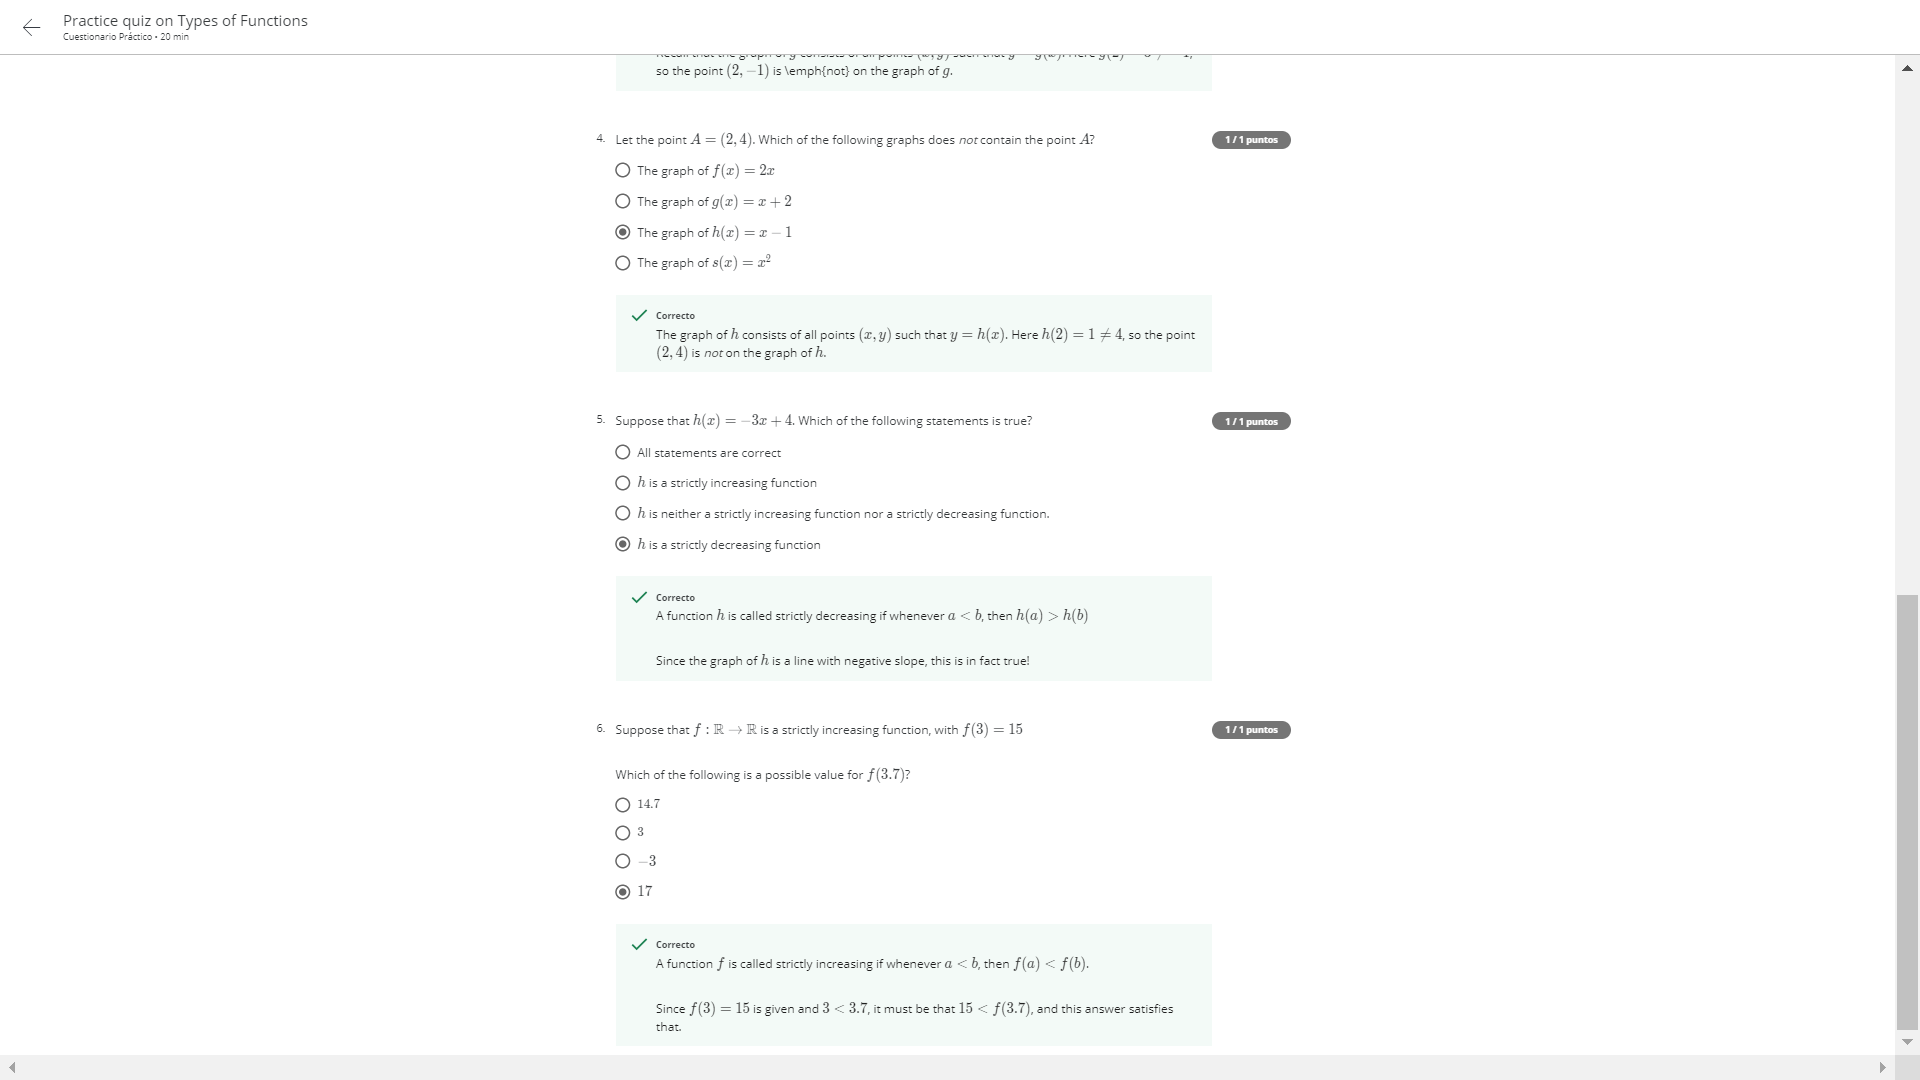 Practice quiz on Types of Functions
Cuestionario Práctico • 20 min
so the point (2, −1) is \emph{not} on the graph of g.
4. Let the point A = (2, 4). Which of the following graphs does not contain the point A?
1 / 1 puntos
The graph of f(x) = 2x
The graph of g(x) = x + 2
The graph of h(x) = x − 1
The graph of s(x) = x²
Correcto
The graph of h consists of all points (x, y) such that y = h(x). Here h(2) = 1 ≠ 4, so the point
(2, 4) is not on the graph of h.
5. Suppose that h(x) = −3x + 4. Which of the following statements is true?
1 / 1 puntos
All statements are correct
h is a strictly increasing function
h is neither a strictly increasing function nor a strictly decreasing function.
h is a strictly decreasing function
Correcto
A function h is called strictly decreasing if whenever a < b, then h(a) > h(b)
Since the graph of h is a line with negative slope, this is in fact true!
6. Suppose that f : ℝ → ℝ is a strictly increasing function, with f(3) = 15
1 / 1 puntos
Which of the following is a possible value for f(3.7)?
14.7
3
−3
17
Correcto
A function f is called strictly increasing if whenever a < b, then f(a) < f(b).
Since f(3) = 15 is given and 3 < 3.7, it must be that 15 < f(3.7), and this answer satisfies
that.